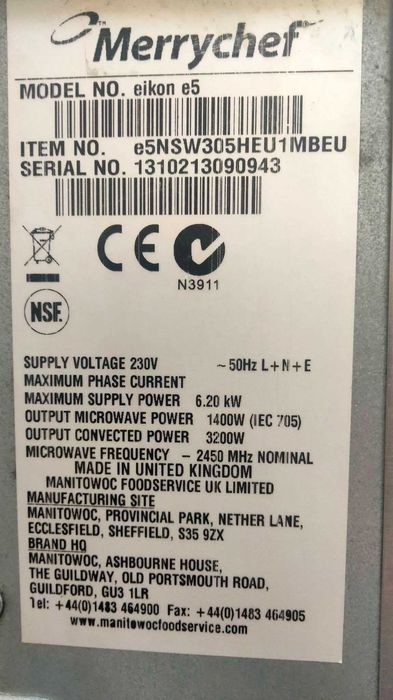 Merrychef™
MODEL NO. eikon e5
ITEM NO. e5NSW305HEU1MBEU
SERIAL NO. 1310213090943
CE
N3911
NSF.
SUPPLY VOLTAGE 230V ~ 50Hz L+N+E
MAXIMUM PHASE CURRENT
MAXIMUM SUPPLY POWER 6.20 kW
OUTPUT MICROWAVE POWER 1400W (IEC 705)
OUTPUT CONVECTED POWER 3200W
MICROWAVE FREQUENCY – 2450 MHz NOMINAL
MADE IN UNITED KINGDOM
MANITOWOC FOODSERVICE UK LIMITED
MANUFACTURING SITE
MANITOWOC, PROVINCIAL PARK, NETHER LANE,
ECCLESFIELD, SHEFFIELD, S35 9ZX
BRAND HQ
MANITOWOC, ASHBOURNE HOUSE,
THE GUILDWAY, OLD PORTSMOUTH ROAD,
GUILDFORD, GU3 1LR
Tel: +44(0)1483 464900 Fax: +44(0)1483 464905
www.manitowocfoodservice.com